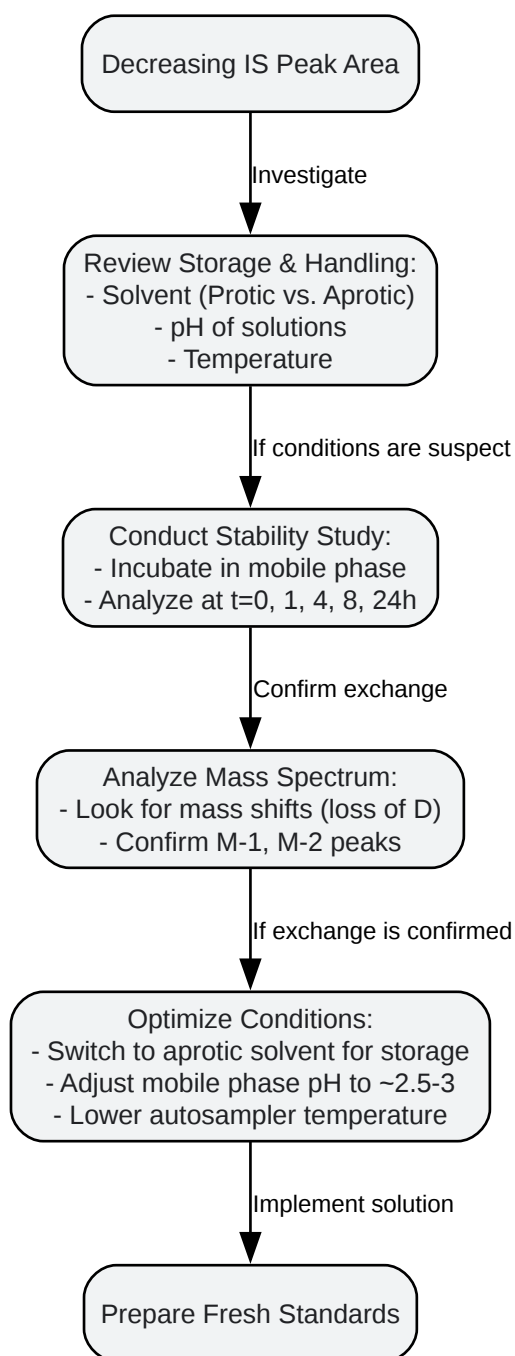 Decreasing IS Peak Area
Investigate
Review Storage & Handling:
- Solvent (Protic vs. Aprotic)
- pH of solutions
- Temperature
If conditions are suspect
Conduct Stability Study:
- Incubate in mobile phase
- Analyze at t=0, 1, 4, 8, 24h
Confirm exchange
Analyze Mass Spectrum:
- Look for mass shifts (loss of D)
- Confirm M-1, M-2 peaks
If exchange is confirmed
Optimize Conditions:
- Switch to aprotic solvent for storage
- Adjust mobile phase pH to ~2.5-3
- Lower autosampler temperature
Implement solution
Prepare Fresh Standards